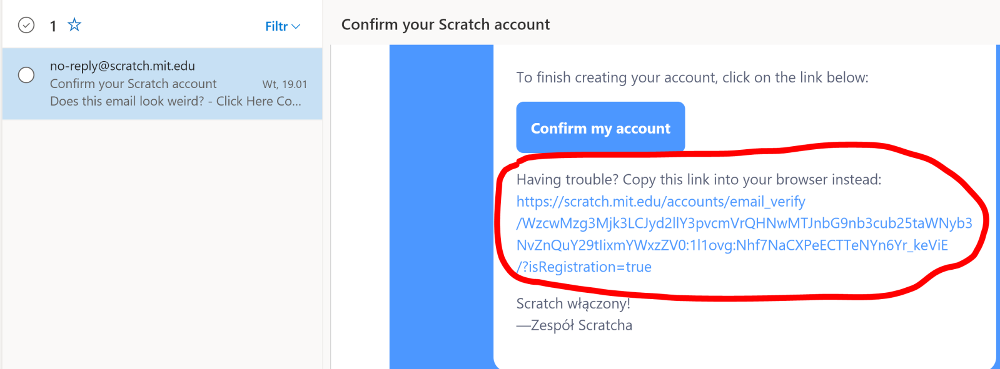 1
Filtr
no-reply@scratch.mit.edu
Confirm your Scratch account
Wt, 19.01
Does this email look weird? - Click Here Co...
Confirm your Scratch account
To finish creating your account, click on the link below:
Confirm my account
Having trouble? Copy this link into your browser instead:
https://scratch.mit.edu/accounts/email_verify
/WzcwMzg3Mjk3LCJyd2llY3pvcmVrQHNwMTJnbG9nb3cub25taWNyb3
NvZnQuY29tIixmYWxzZV0:1l1ovg:Nhf7NaCXPeECTTeNYn6Yr_keViE
/?isRegistration=true
Scratch włączony!
—Zespół Scratcha